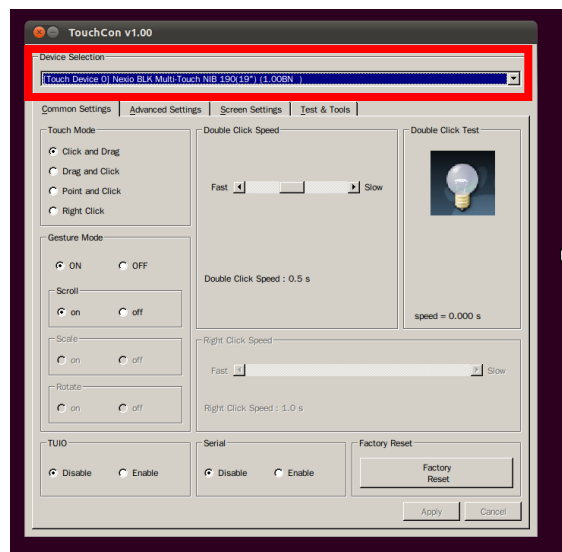 TouchCon v1.00
Device Selection
[Touch Device 0] Nexio BLK Multi-Touch NIB 190(19") (1.00BN )
Common Settings Advanced Settings Screen Settings Test & Tools
Touch Mode
Click and Drag
Drag and Click
Point and Click
Right Click
Double Click Speed
Fast Slow
Double Click Speed : 0.5 s
Double Click Test
speed = 0.000 s
Gesture Mode
ON OFF
Scroll
on off
Scale
on off
Rotate
on off
Right Click Speed
Fast Slow
Right Click Speed : 1.0 s
TUIO
Disable Enable
Serial
Disable Enable
Factory Reset
Factory
Reset
Apply Cancel